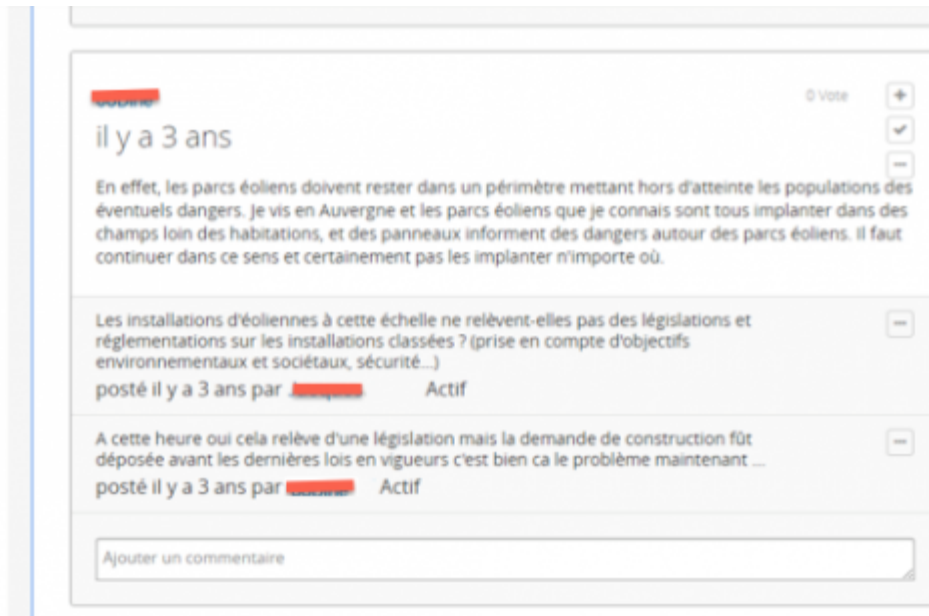 0 Vote
il y a 3 ans
En effet, les parcs éoliens doivent rester dans un périmètre mettant hors d'atteinte les populations des
éventuels dangers. Je vis en Auvergne et les parcs éoliens que je connais sont tous implanter dans des
champs loin des habitations, et des panneaux informent des dangers autour des parcs éoliens. Il faut
continuer dans ce sens et certainement pas les implanter n'importe où.
Les installations d'éoliennes à cette échelle ne relèvent-elles pas des législations et
réglementations sur les installations classées ? (prise en compte d'objectifs
environnementaux et sociétaux, sécurité...)
posté il y a 3 ans par Actif
A cette heure oui cela relève d'une législation mais la demande de construction fût
déposée avant les dernières lois en vigueurs c'est bien ca le problème maintenant ...
posté il y a 3 ans par Actif
Ajouter un commentaire